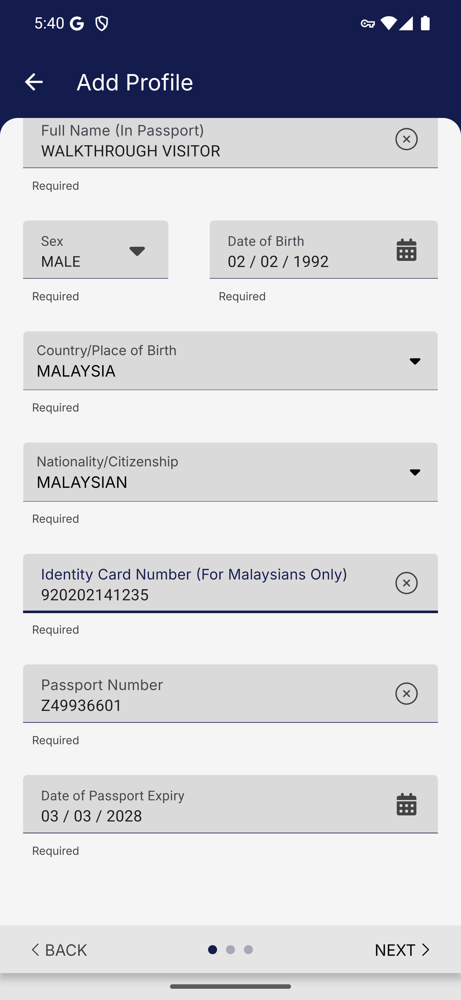 5:40
Add Profile
Full Name (In Passport)
WALKTHROUGH VISITOR
Required
Sex
MALE
Required
Date of Birth
02 / 02 / 1992
Required
Country/Place of Birth
MALAYSIA
Required
Nationality/Citizenship
MALAYSIAN
Required
Identity Card Number (For Malaysians Only)
920202141235
Required
Passport Number
Z49936601
Required
Date of Passport Expiry
03 / 03 / 2028
Required
BACK
NEXT